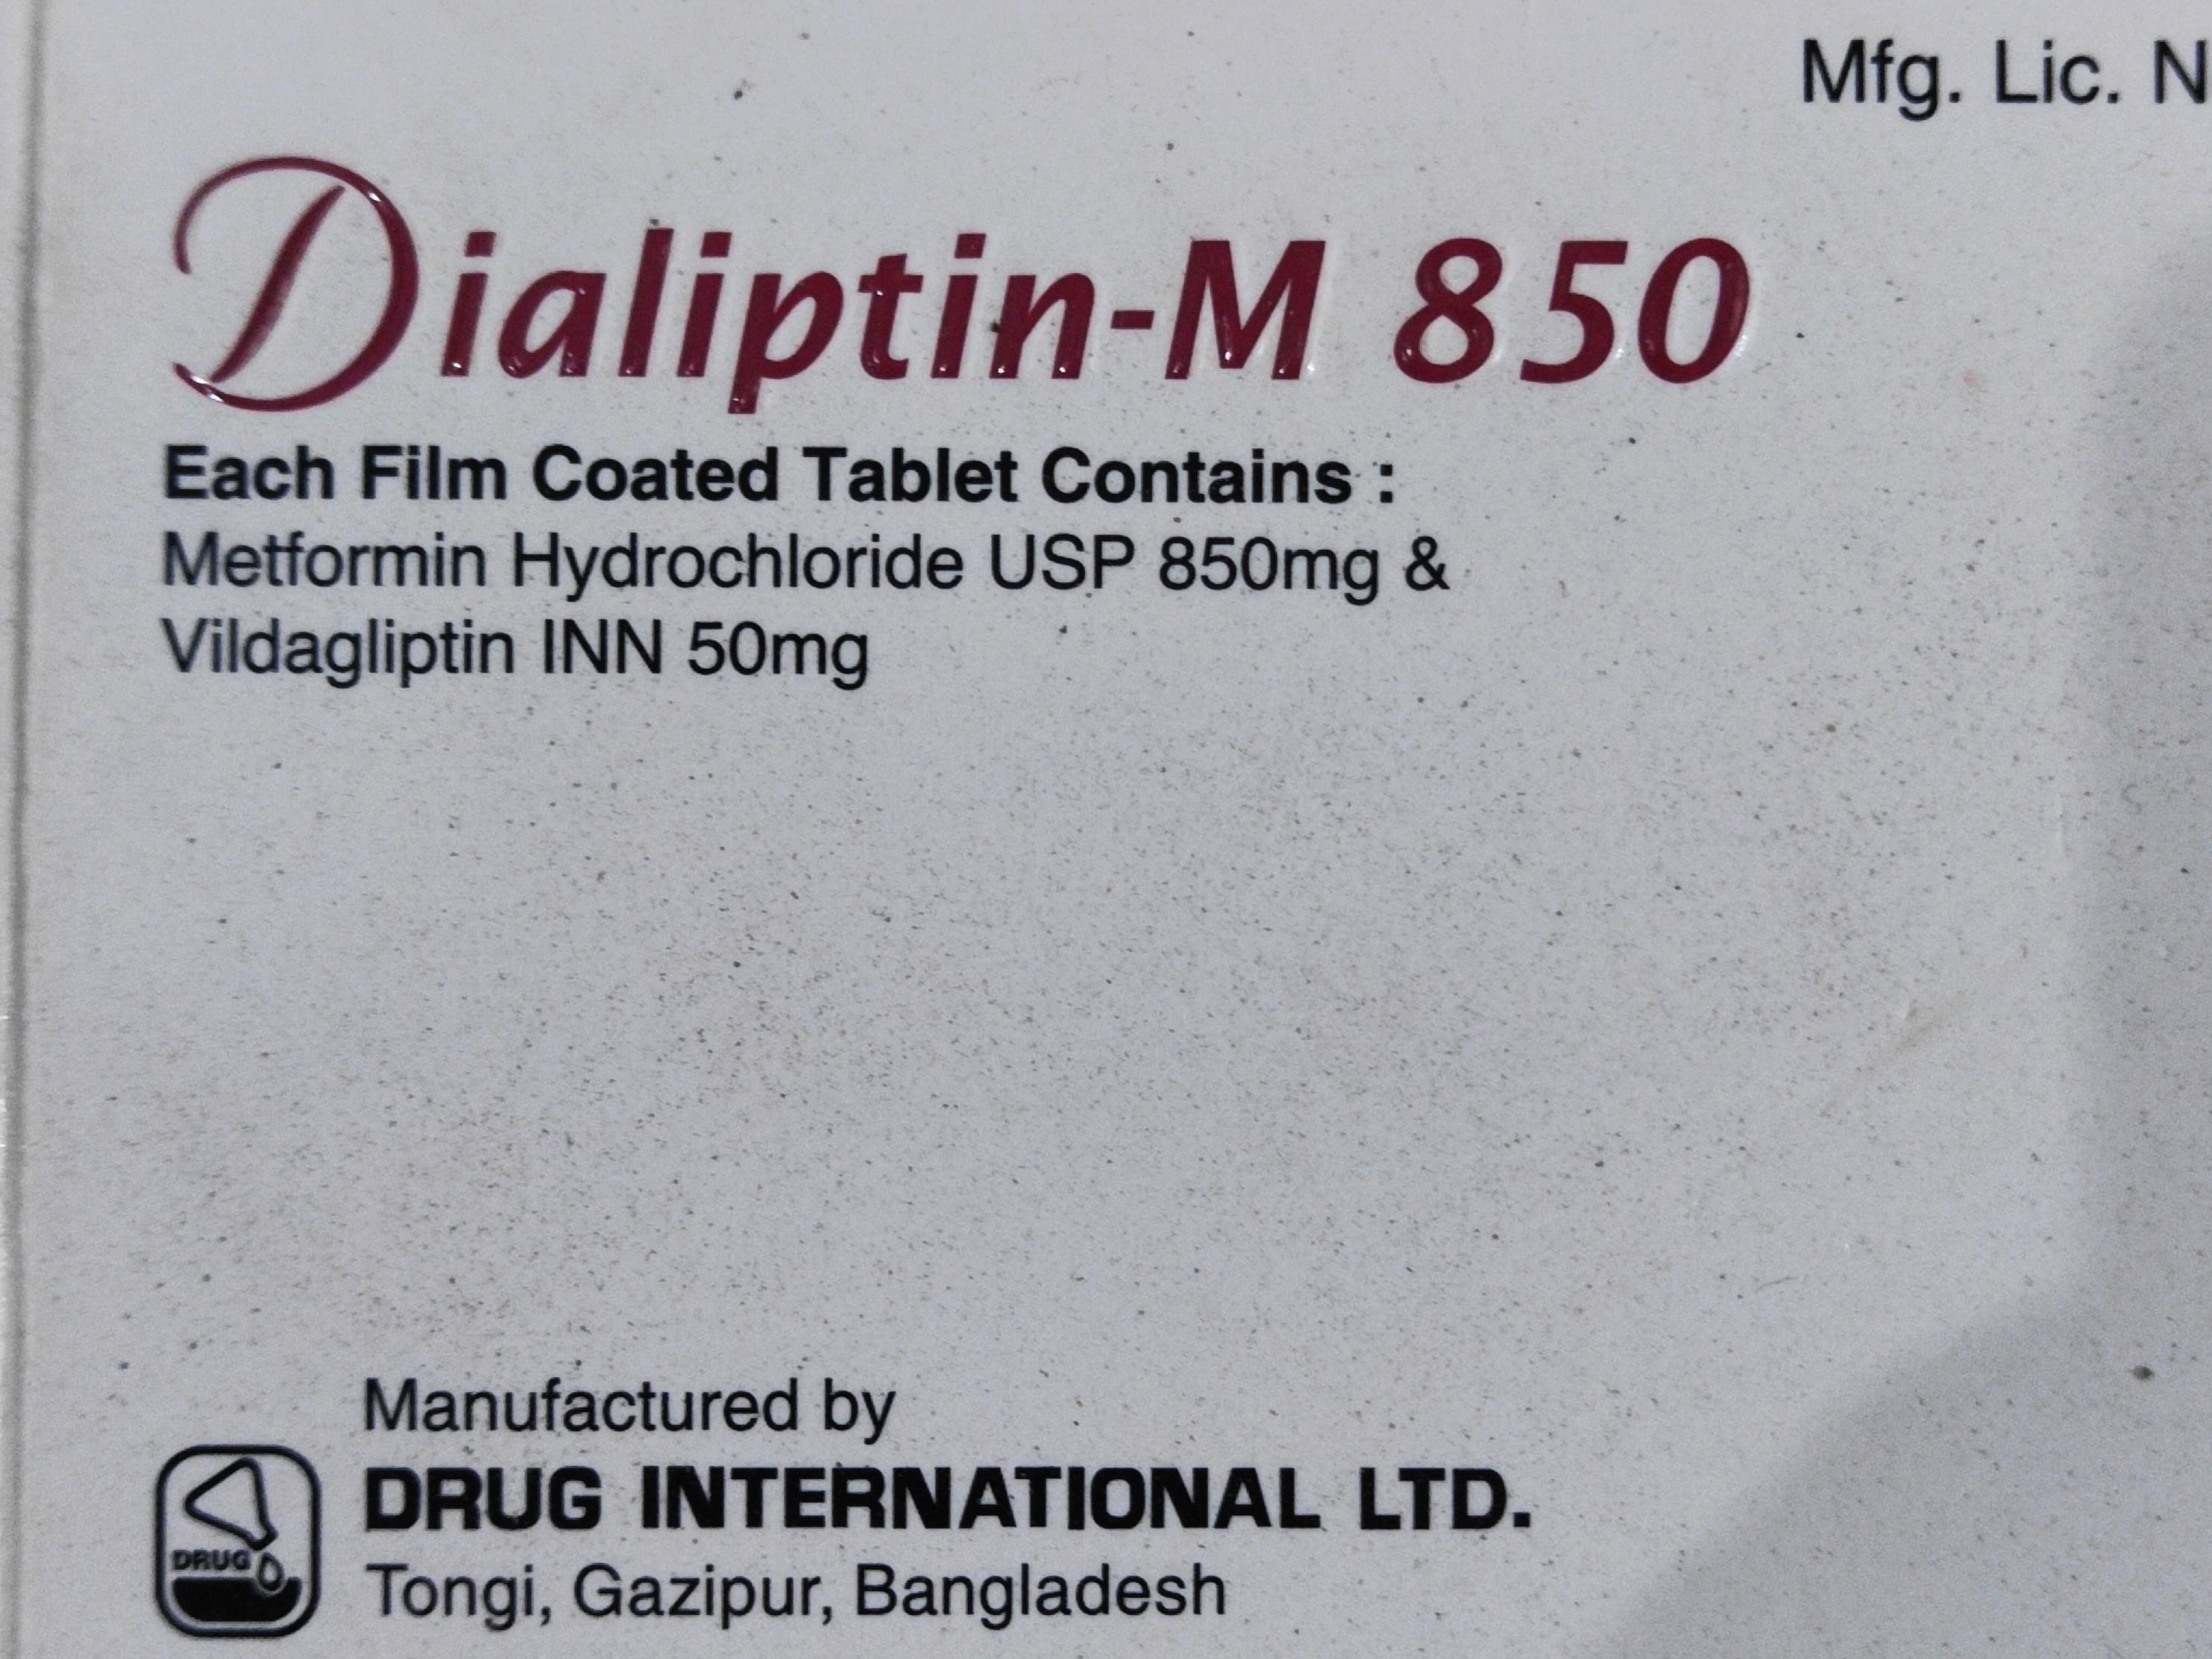 Mfg. Lic. N
Dialiptin-M 850
Each Film Coated Tablet Contains :
Metformin Hydrochloride USP 850mg &
Vildagliptin INN 50mg
Manufactured by
DRUG INTERNATIONAL LTD.
DRUG
Tongi, Gazipur, Bangladesh